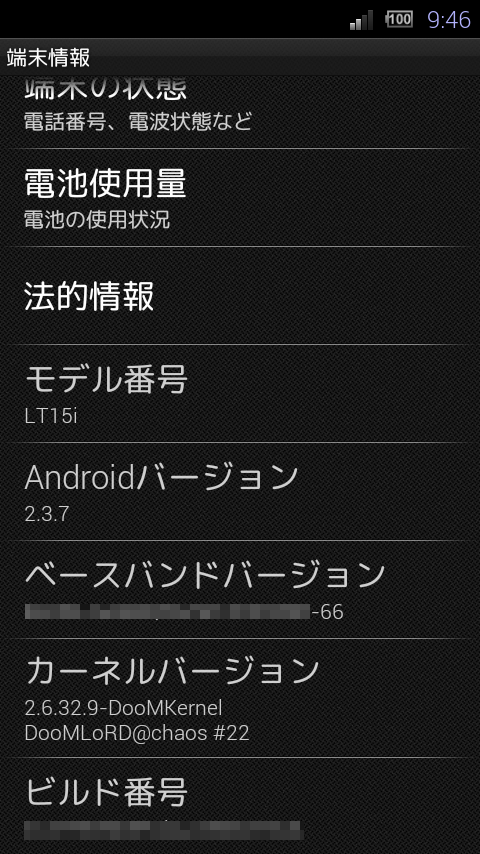 100 9:46
端末情報
端末の状態
電話番号、電波状態など
電池使用量
電池の使用状況
法的情報
モデル番号
LT15i
Androidバージョン
2.3.7
ベースバンドバージョン
-66
カーネルバージョン
2.6.32.9-DooMKernel
DooMLoRD@chaos #22
ビルド番号